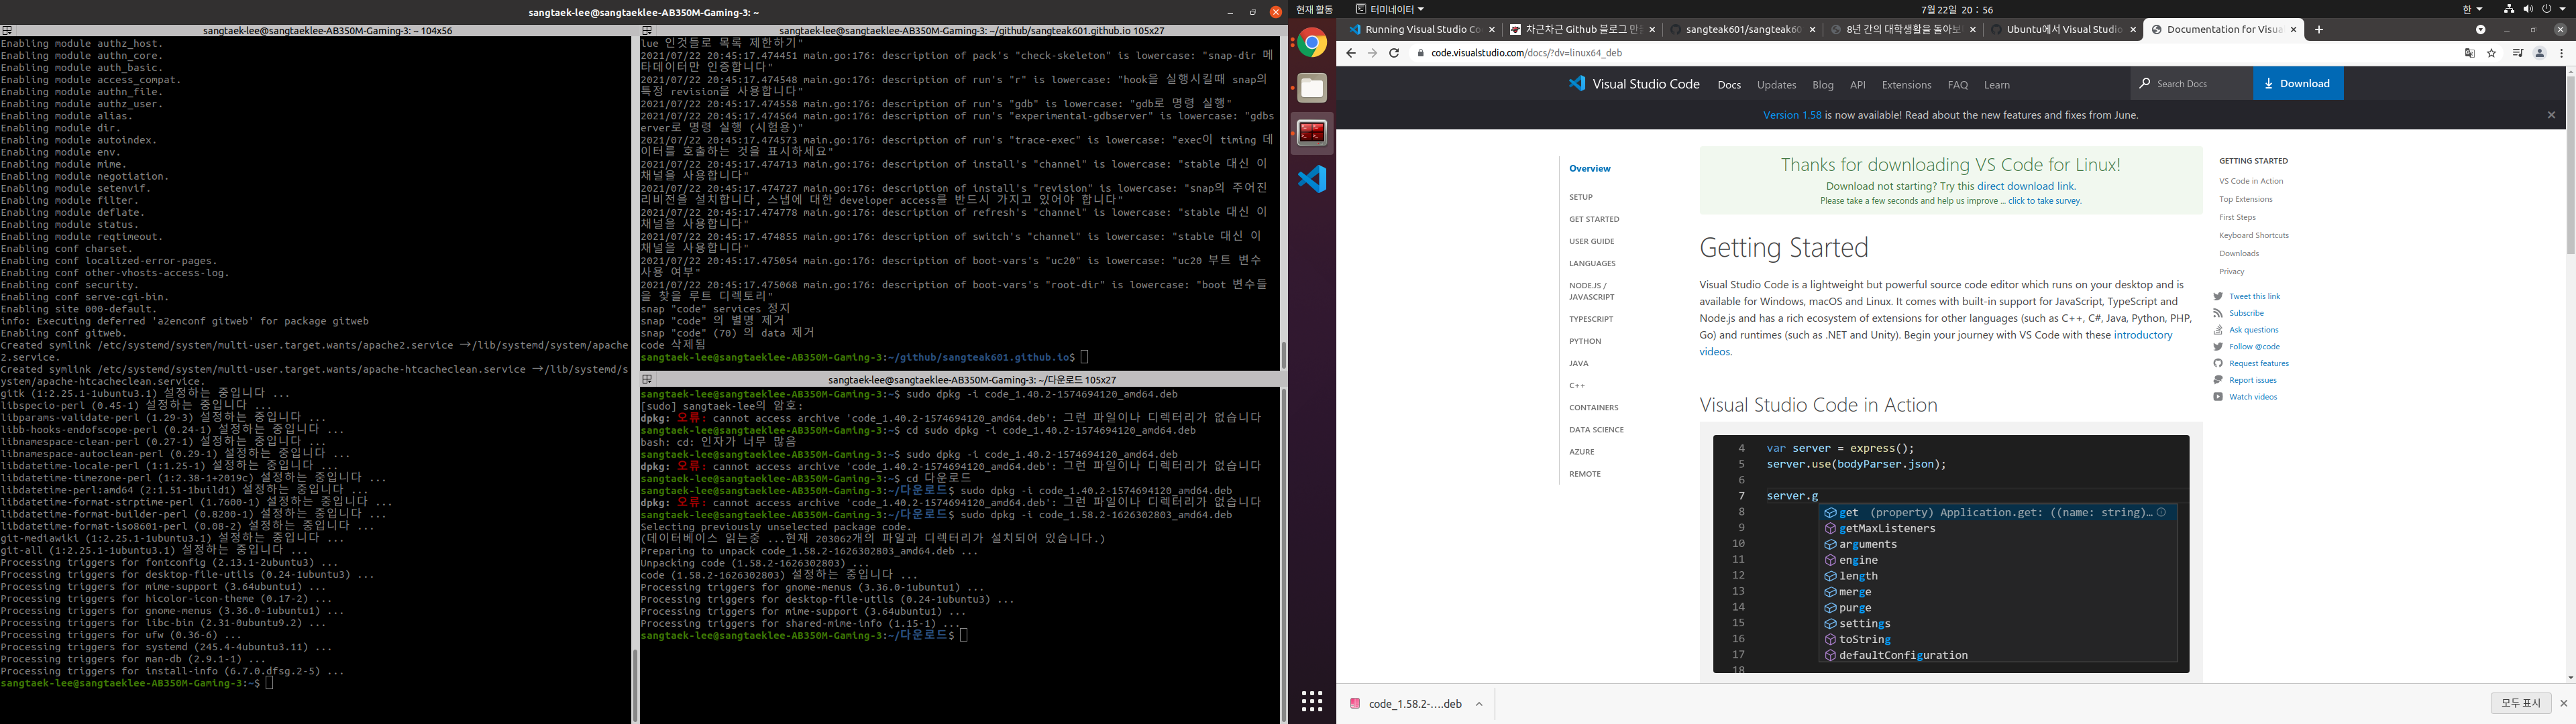 sangtaek-lee@sangtaeklee-AB350M-Gaming-3: ~
sangtaek-lee@sangtaeklee-AB350M-Gaming-3: ~ 104x56
Enabling module authz_host.
Enabling module authn_core.
Enabling module auth_basic.
Enabling module access_compat.
Enabling module authn_file.
Enabling module authz_user.
Enabling module alias.
Enabling module dir.
Enabling module autoindex.
Enabling module env.
Enabling module mime.
Enabling module negotiation.
Enabling module setenvif.
Enabling module filter.
Enabling module deflate.
Enabling module status.
Enabling module reqtimeout.
Enabling conf charset.
Enabling conf localized-error-pages.
Enabling conf other-vhosts-access-log.
Enabling conf security.
Enabling conf serve-cgi-bin.
Enabling site 000-default.
info: Executing deferred 'a2enconf gitweb' for package gitweb
Enabling conf gitweb.
Created symlink /etc/systemd/system/multi-user.target.wants/apache2.service →/lib/systemd/system/apache
2.service.
Created symlink /etc/systemd/system/multi-user.target.wants/apache-htcacheclean.service →/lib/systemd/s
ystem/apache-htcacheclean.service.
gitk (1:2.25.1-1ubuntu3.1) 설정하는 중입니다 ...
libspecio-perl (0.45-1) 설정하는 중입니다 ...
libparams-validate-perl (1.29-3) 설정하는 중입니다 ...
libb-hooks-endofscope-perl (0.24-1) 설정하는 중입니다 ...
libnamespace-clean-perl (0.27-1) 설정하는 중입니다 ...
libnamespace-autoclean-perl (0.29-1) 설정하는 중입니다 ...
libdatetime-locale-perl (1:1.25-1) 설정하는 중입니다 ...
libdatetime-timezone-perl (1:2.38-1+2019c) 설정하는 중입니다 ...
libdatetime-perl:amd64 (2:1.51-1build1) 설정하는 중입니다 ...
libdatetime-format-strptime-perl (1.7600-1) 설정하는 중입니다 ...
libdatetime-format-builder-perl (0.8200-1) 설정하는 중입니다 ...
libdatetime-format-iso8601-perl (0.08-2) 설정하는 중입니다 ...
git-mediawiki (1:2.25.1-1ubuntu3.1) 설정하는 중입니다 ...
git-all (1:2.25.1-1ubuntu3.1) 설정하는 중입니다 ...
Processing triggers for fontconfig (2.13.1-2ubuntu3) ...
Processing triggers for desktop-file-utils (0.24-1ubuntu3) ...
Processing triggers for mime-support (3.64ubuntu1) ...
Processing triggers for hicolor-icon-theme (0.17-2) ...
Processing triggers for gnome-menus (3.36.0-1ubuntu1) ...
Processing triggers for libc-bin (2.31-0ubuntu9.2) ...
Processing triggers for ufw (0.36-6) ...
Processing triggers for systemd (245.4-4ubuntu3.11) ...
Processing triggers for man-db (2.9.1-1) ...
Processing triggers for install-info (6.7.0.dfsg.2-5) ...
sangtaek-lee@sangtaeklee-AB350M-Gaming-3:~$
sangtaek-lee@sangtaeklee-AB350M-Gaming-3: ~/github/sangteak601.github.io 105x27
lue 인것들로 목록 제한하기"
2021/07/22 20:45:17.474451 main.go:176: description of pack's "check-skeleton" is lowercase: "snap-dir 메
타데이터만 인증합니다"
2021/07/22 20:45:17.474548 main.go:176: description of run's "r" is lowercase: "hook을 실행시킬때 snap의
특정 revision을 사용합니다"
2021/07/22 20:45:17.474558 main.go:176: description of run's "gdb" is lowercase: "gdb로 명령 실행"
2021/07/22 20:45:17.474564 main.go:176: description of run's "experimental-gdbserver" is lowercase: "gdbs
erver로 명령 실행 (시험용)"
2021/07/22 20:45:17.474573 main.go:176: description of run's "trace-exec" is lowercase: "exec이 timing 데
이터를 호출하는 것을 표시하세요"
2021/07/22 20:45:17.474713 main.go:176: description of install's "channel" is lowercase: "stable 대신 이
채널을 사용합니다"
2021/07/22 20:45:17.474727 main.go:176: description of install's "revision" is lowercase: "snap의 주어진
리비전을 설치합니다, 스냅에 대한 developer access를 반드시 가지고 있어야 합니다"
2021/07/22 20:45:17.474778 main.go:176: description of refresh's "channel" is lowercase: "stable 대신 이
채널을 사용합니다"
2021/07/22 20:45:17.474855 main.go:176: description of switch's "channel" is lowercase: "stable 대신 이
채널을 사용합니다"
2021/07/22 20:45:17.475054 main.go:176: description of boot-vars's "uc20" is lowercase: "uc20 부트 변수
사용 여부"
2021/07/22 20:45:17.475068 main.go:176: description of boot-vars's "root-dir" is lowercase: "boot 변수들
을 찾을 루트 디렉토리"
snap "code" services 정지
snap "code" 의 별명 제거
snap "code" (70) 의 data 제거
code 삭제됨
sangtaek-lee@sangtaeklee-AB350M-Gaming-3:~/github/sangteak601.github.io$
sangtaek-lee@sangtaeklee-AB350M-Gaming-3: ~/다운로드 105x27
sangtaek-lee@sangtaeklee-AB350M-Gaming-3:~$ sudo dpkg -i code_1.40.2-1574694120_amd64.deb
[sudo] sangtaek-lee의 암호:
dpkg: 오류: cannot access archive 'code_1.40.2-1574694120_amd64.deb': 그런 파일이나 디렉터리가 없습니다
sangtaek-lee@sangtaeklee-AB350M-Gaming-3:~$ cd sudo dpkg -i code_1.40.2-1574694120_amd64.deb
bash: cd: 인자가 너무 많음
sangtaek-lee@sangtaeklee-AB350M-Gaming-3:~$ sudo dpkg -i code_1.40.2-1574694120_amd64.deb
dpkg: 오류: cannot access archive 'code_1.40.2-1574694120_amd64.deb': 그런 파일이나 디렉터리가 없습니다
sangtaek-lee@sangtaeklee-AB350M-Gaming-3:~$ cd 다운로드
sangtaek-lee@sangtaeklee-AB350M-Gaming-3:~/다운로드$ sudo dpkg -i code_1.40.2-1574694120_amd64.deb
dpkg: 오류: cannot access archive 'code_1.40.2-1574694120_amd64.deb': 그런 파일이나 디렉터리가 없습니다
sangtaek-lee@sangtaeklee-AB350M-Gaming-3:~/다운로드$ sudo dpkg -i code_1.58.2-1626302803_amd64.deb
Selecting previously unselected package code.
(데이터베이스 읽는중 ...현재 203062개의 파일과 디렉터리가 설치되어 있습니다.)
Preparing to unpack code_1.58.2-1626302803_amd64.deb ...
Unpacking code (1.58.2-1626302803) ...
code (1.58.2-1626302803) 설정하는 중입니다 ...
Processing triggers for gnome-menus (3.36.0-1ubuntu1) ...
Processing triggers for desktop-file-utils (0.24-1ubuntu3) ...
Processing triggers for mime-support (3.64ubuntu1) ...
Processing triggers for shared-mime-info (1.15-1) ...
sangtaek-lee@sangtaeklee-AB350M-Gaming-3:~/다운로드$
현재 활동 터미네이터 7월 22일 20 : 56 한
Running Visual Studio Co 차근차근 Github 블로그 만들 sangteak601/sangteak60 8년 간의 대학생활을 돌아보 Ubuntu에서 Visual Studio Documentation for Visua
code.visualstudio.com/docs/?dv=linux64_deb
Visual Studio Code Docs Updates Blog API Extensions FAQ Learn Search Docs Download
Version 1.58 is now available! Read about the new features and fixes from June.
Overview
SETUP
GET STARTED
USER GUIDE
LANGUAGES
NODE.JS /
JAVASCRIPT
TYPESCRIPT
PYTHON
JAVA
C++
CONTAINERS
DATA SCIENCE
AZURE
REMOTE
Thanks for downloading VS Code for Linux!
Download not starting? Try this direct download link.
Please take a few seconds and help us improve ... click to take survey.
Getting Started
Visual Studio Code is a lightweight but powerful source code editor which runs on your desktop and is
available for Windows, macOS and Linux. It comes with built-in support for JavaScript, TypeScript and
Node.js and has a rich ecosystem of extensions for other languages (such as C++, C#, Java, Python, PHP,
Go) and runtimes (such as .NET and Unity). Begin your journey with VS Code with these introductory
videos.
Visual Studio Code in Action
4 var server = express();
5 server.use(bodyParser.json);
6
7 server.g
8 get (property) Application.get: ((name: string)...
9 getMaxListeners
10 arguments
11 engine
12 length
13 merge
14 purge
15 settings
16 toString
17 defaultConfiguration
18
GETTING STARTED
VS Code in Action
Top Extensions
First Steps
Keyboard Shortcuts
Downloads
Privacy
Tweet this link
Subscribe
Ask questions
Follow @code
Request features
Report issues
Watch videos
code_1.58.2-....deb
모두 표시